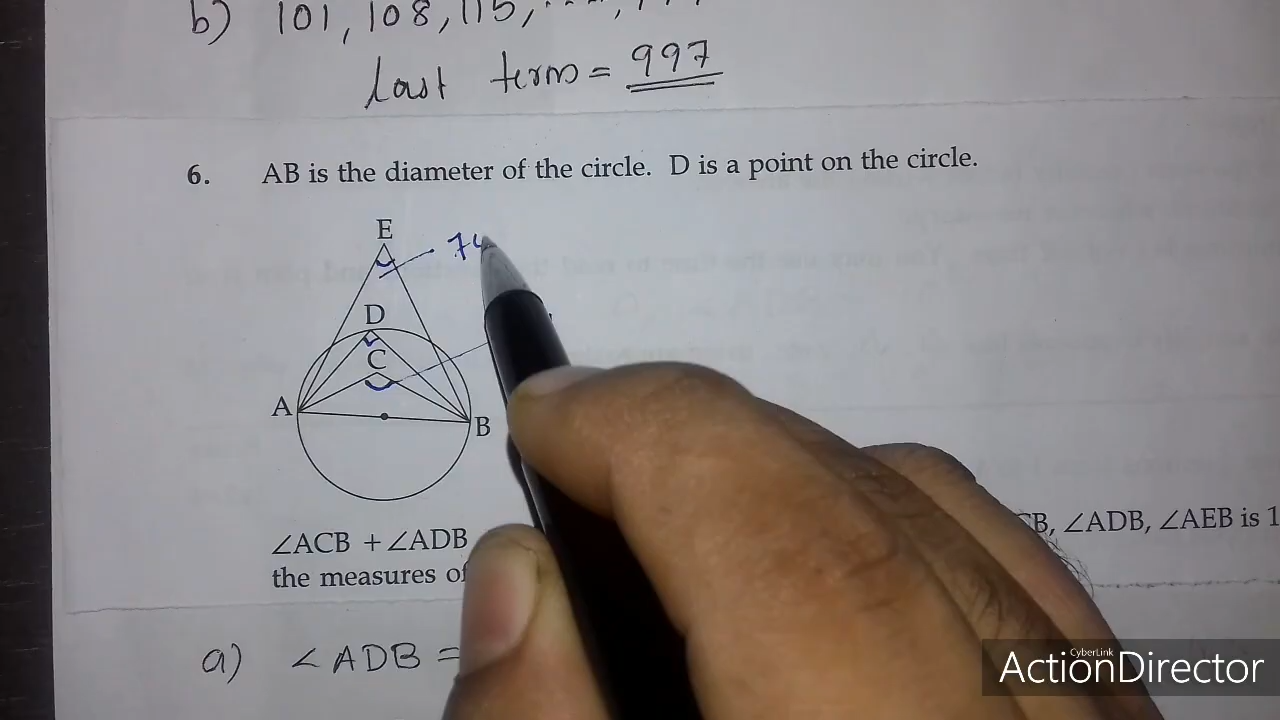 b) 101, 108, 115, ...,
Last term = 997
6. AB is the diameter of the circle. D is a point on the circle.
E
74
D
C
A
B
∠ACB + ∠ADB
CB, ∠ADB, ∠AEB is 1
the measures of
a) ∠ADB =
CyberLink
ActionDirector